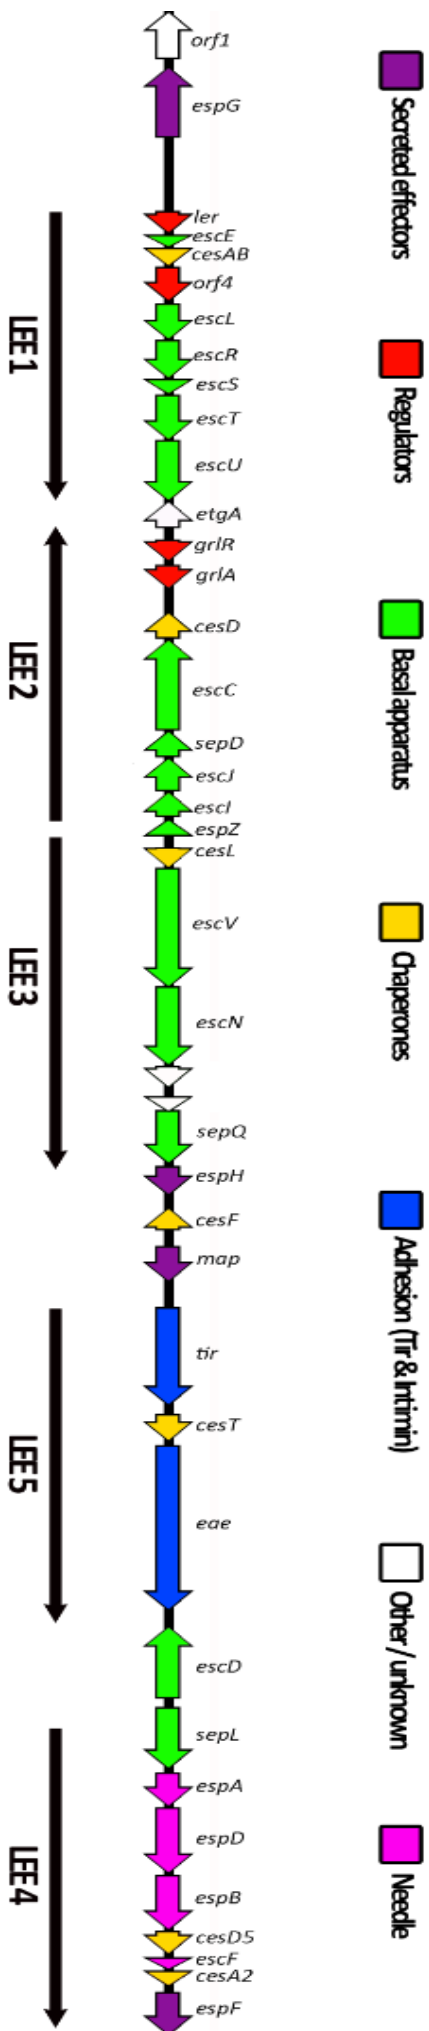 orf1
espG
ler
escE
cesAB
orf4
escL
escR
escS
escT
escU
etgA
grlR
grlA
cesD
escC
sepD
escJ
escI
espZ
cesL
escV
escN
sepQ
espH
cesF
map
tir
cesT
eae
escD
sepL
espA
espD
espB
cesD5
escF
cesA2
espF
LEE1
LEE2
LEE3
LEE5
LEE4
Secreted effectors
Regulators
Basal apparatus
Chaperones
Adhesion (Tir & Intimin)
Other / unknown
Needle